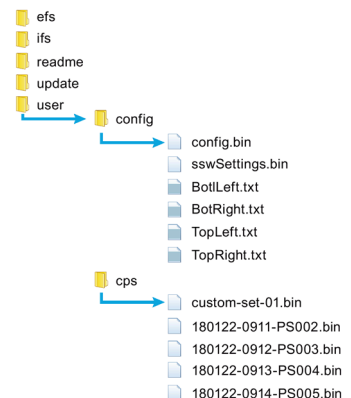 efs
ifs
readme
update
user
config
config.bin
sswSettings.bin
BotlLeft.txt
BotRight.txt
TopLeft.txt
TopRight.txt
cps
custom-set-01.bin
180122-0911-PS002.bin
180122-0912-PS003.bin
180122-0913-PS004.bin
180122-0914-PS005.bin